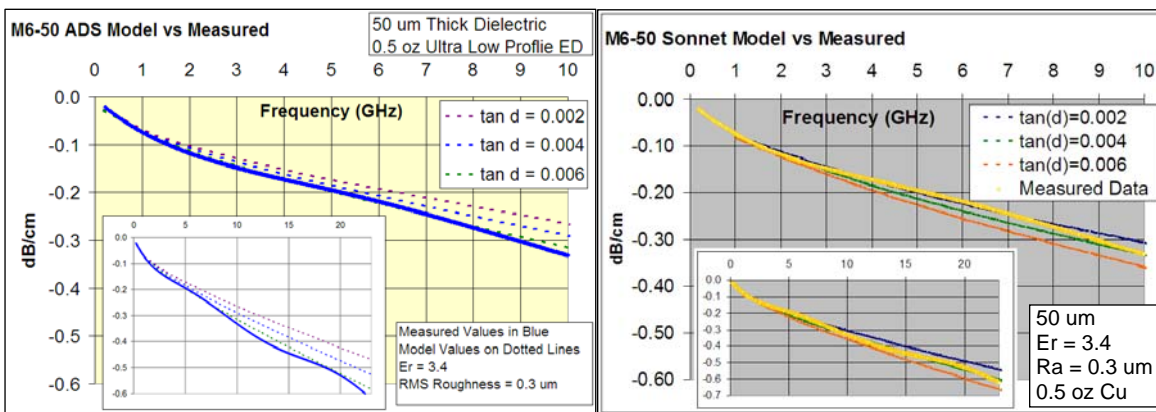 M6-50 ADS Model vs Measured
50 um Thick Dielectric
0.5 oz Ultra Low Proflie ED
0 1 2 3 4 5 6 7 8 9 10
Frequency (GHz)
0.0
-0.1
-0.2
-0.3
-0.4
-0.5
-0.6
dB/cm
tan d = 0.002
tan d = 0.004
tan d = 0.006
0 5 10 15 20
0.0
-0.1
-0.2
-0.3
-0.4
-0.5
-0.6
Measured Values in Blue
Model Values on Dotted Lines
Er = 3.4
RMS Roughness = 0.3 um
M6-50 Sonnet Model vs Measured
0 1 2 3 4 5 6 7 8 9 10
Frequency (GHz)
0.00
-0.10
-0.20
-0.30
-0.40
-0.50
-0.60
dB/cm
tan(d)=0.002
tan(d)=0.004
tan(d)=0.006
Measured Data
0 5 10 15 20
0.0
-0.1
-0.2
-0.3
-0.4
-0.5
-0.6
-0.7
50 um
Er = 3.4
Ra = 0.3 um
0.5 oz Cu